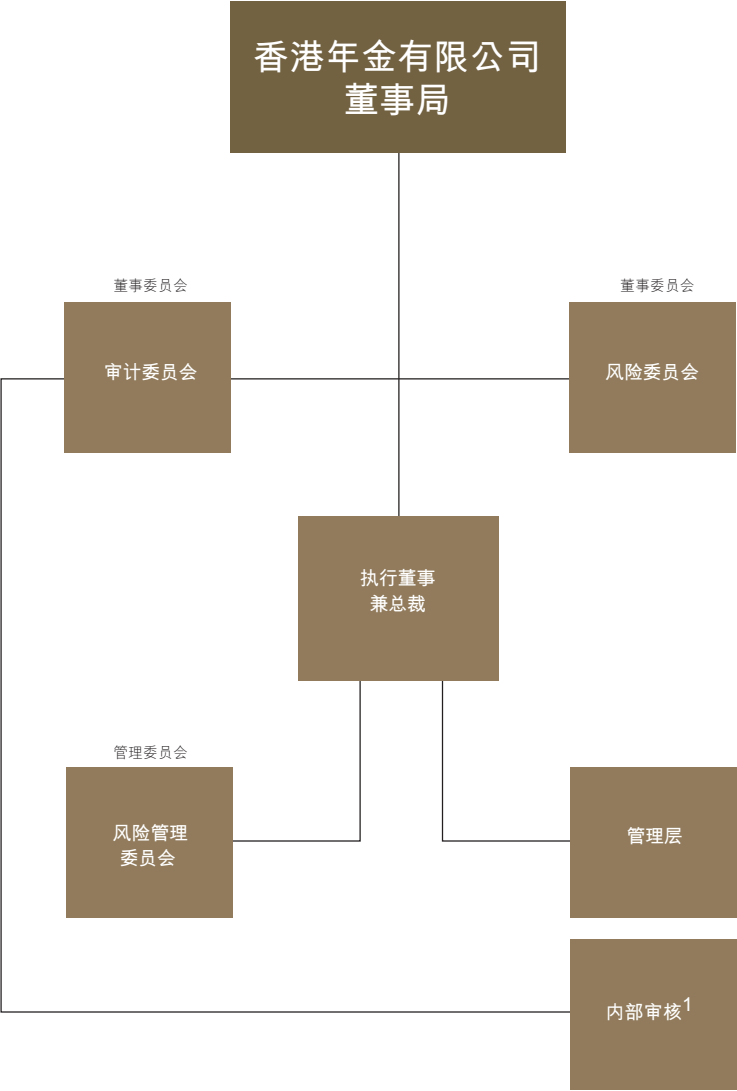 香港年金有限公司
董事局
董事委员会
董事委员会
审计委员会
风险委员会
执行董事
兼总裁
管理委员会
风险管理
委员会
管理层
内部审核1